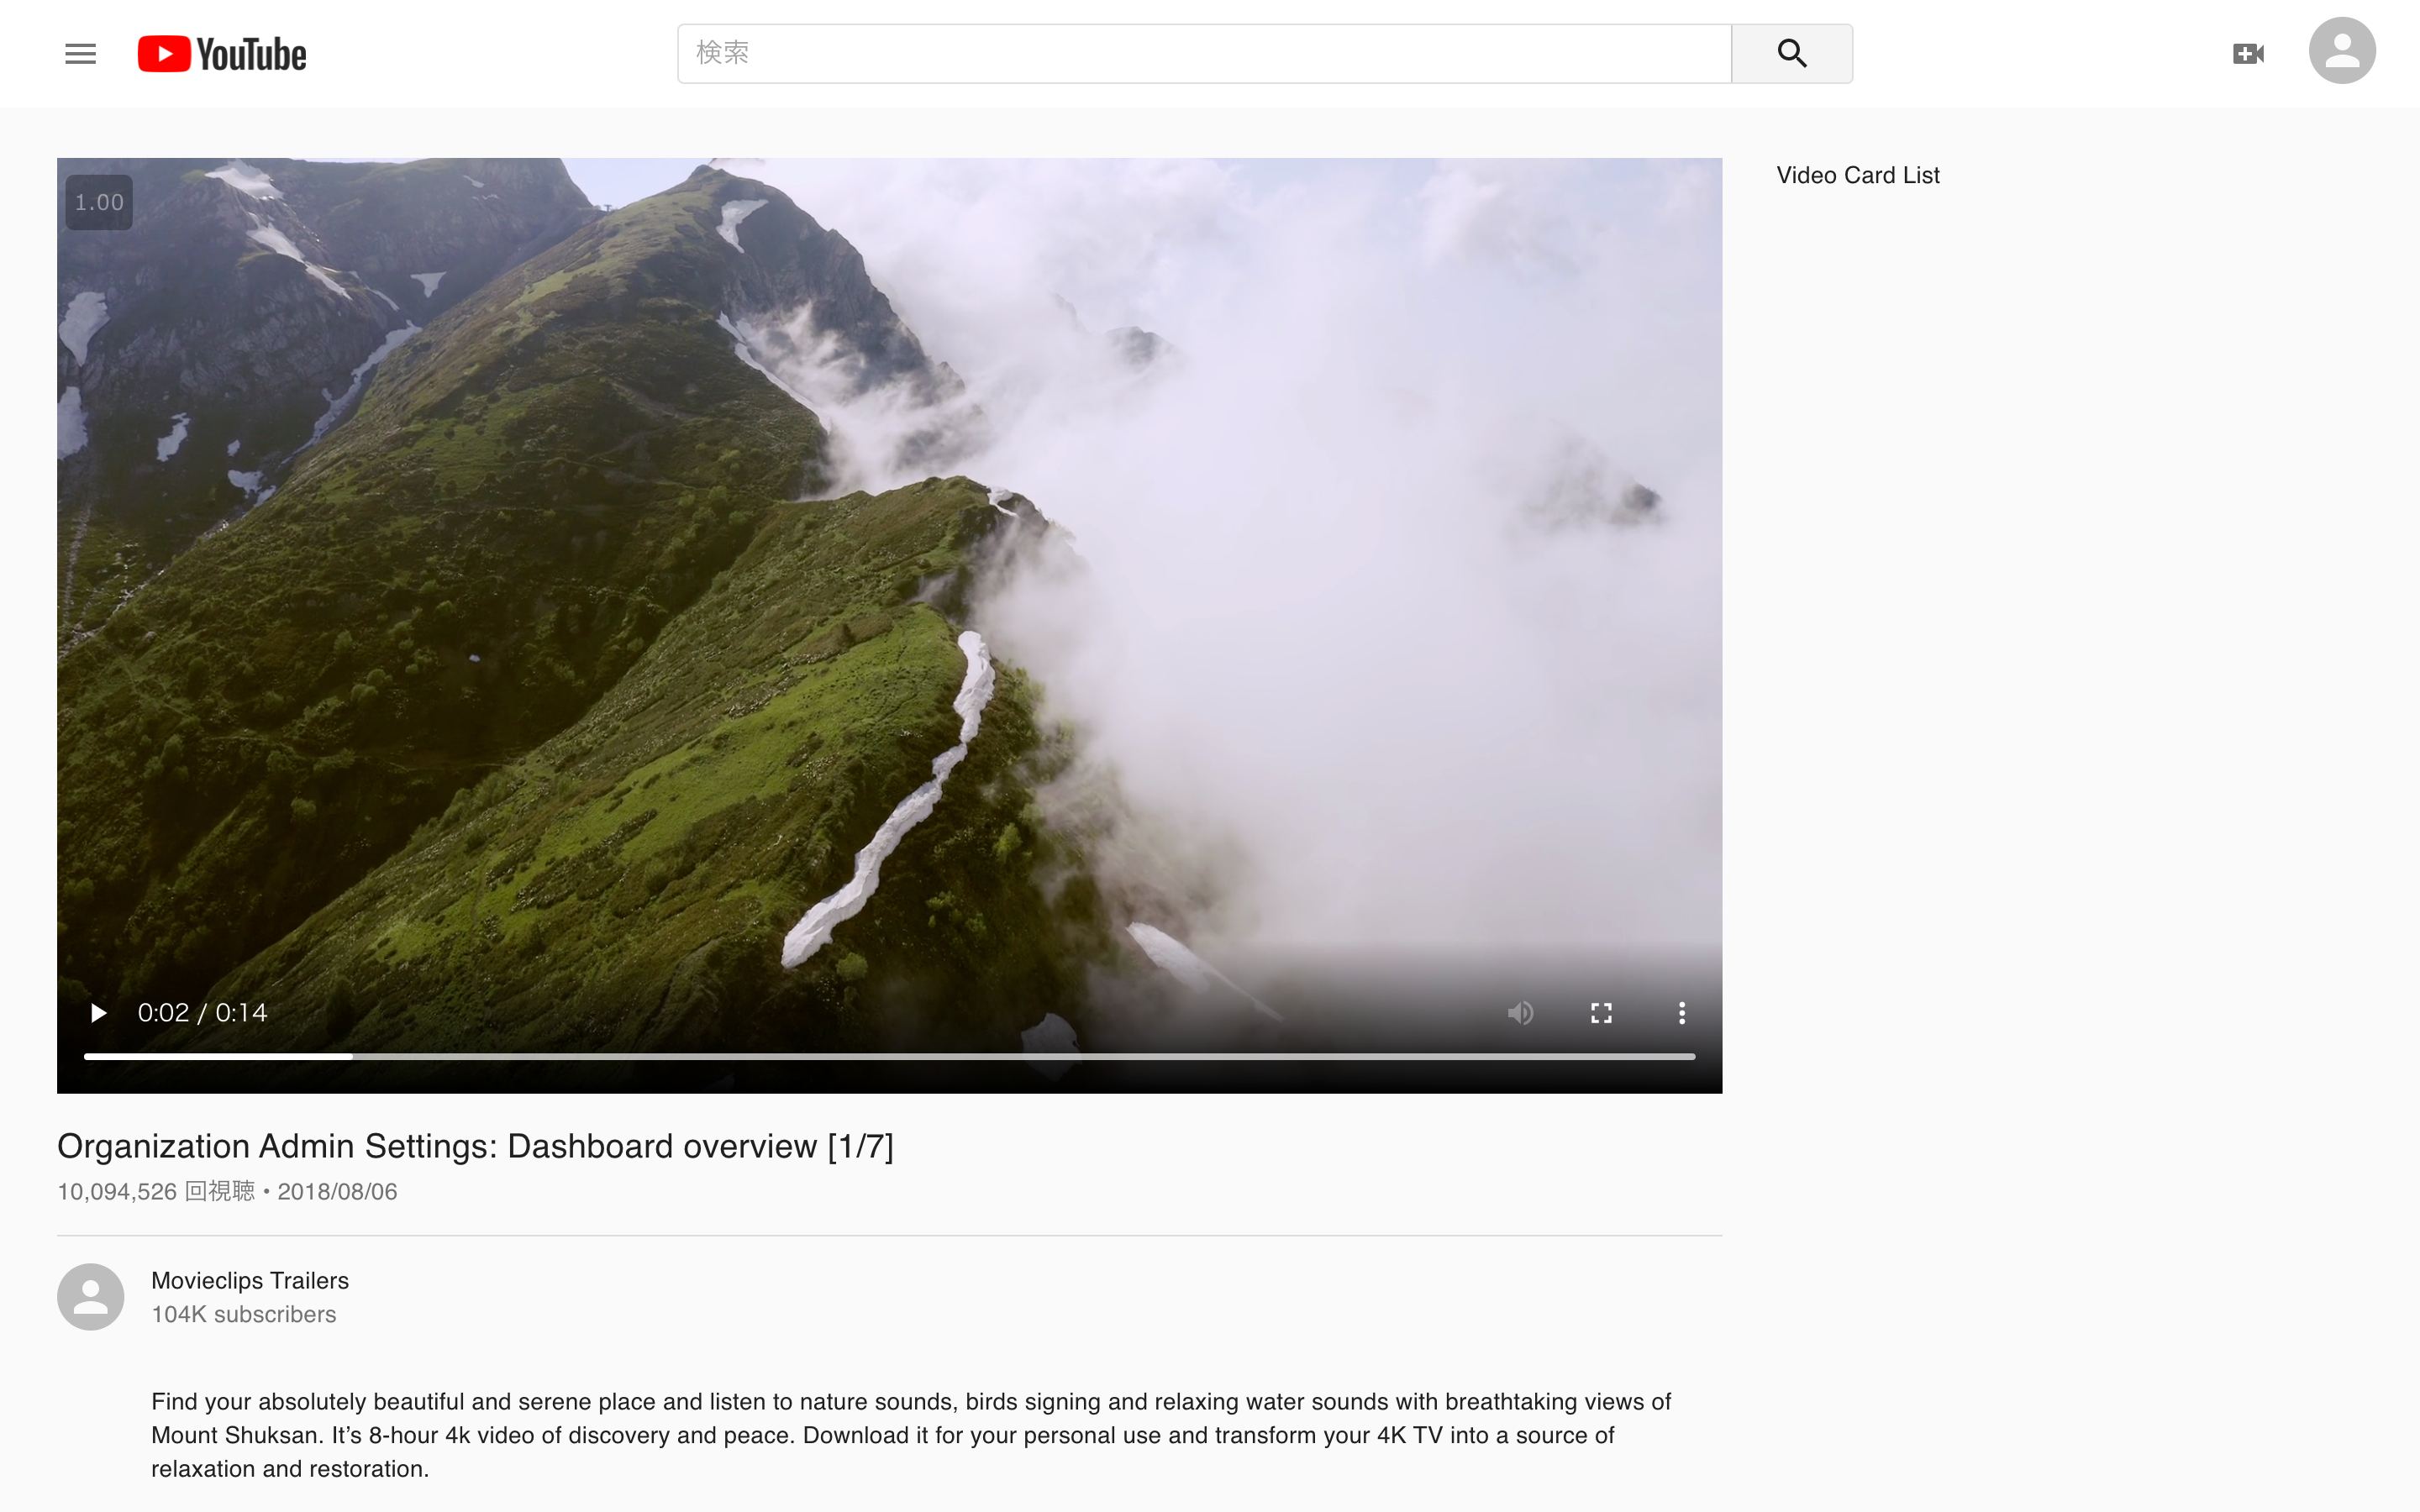 YouTube
検索
Video Card List
1.00
0:02 / 0:14
Organization Admin Settings: Dashboard overview [1/7]
10,094,526 回視聴 • 2018/08/06
Movieclips Trailers
104K subscribers
Find your absolutely beautiful and serene place and listen to nature sounds, birds signing and relaxing water sounds with breathtaking views of
Mount Shuksan. It’s 8-hour 4k video of discovery and peace. Download it for your personal use and transform your 4K TV into a source of
relaxation and restoration.